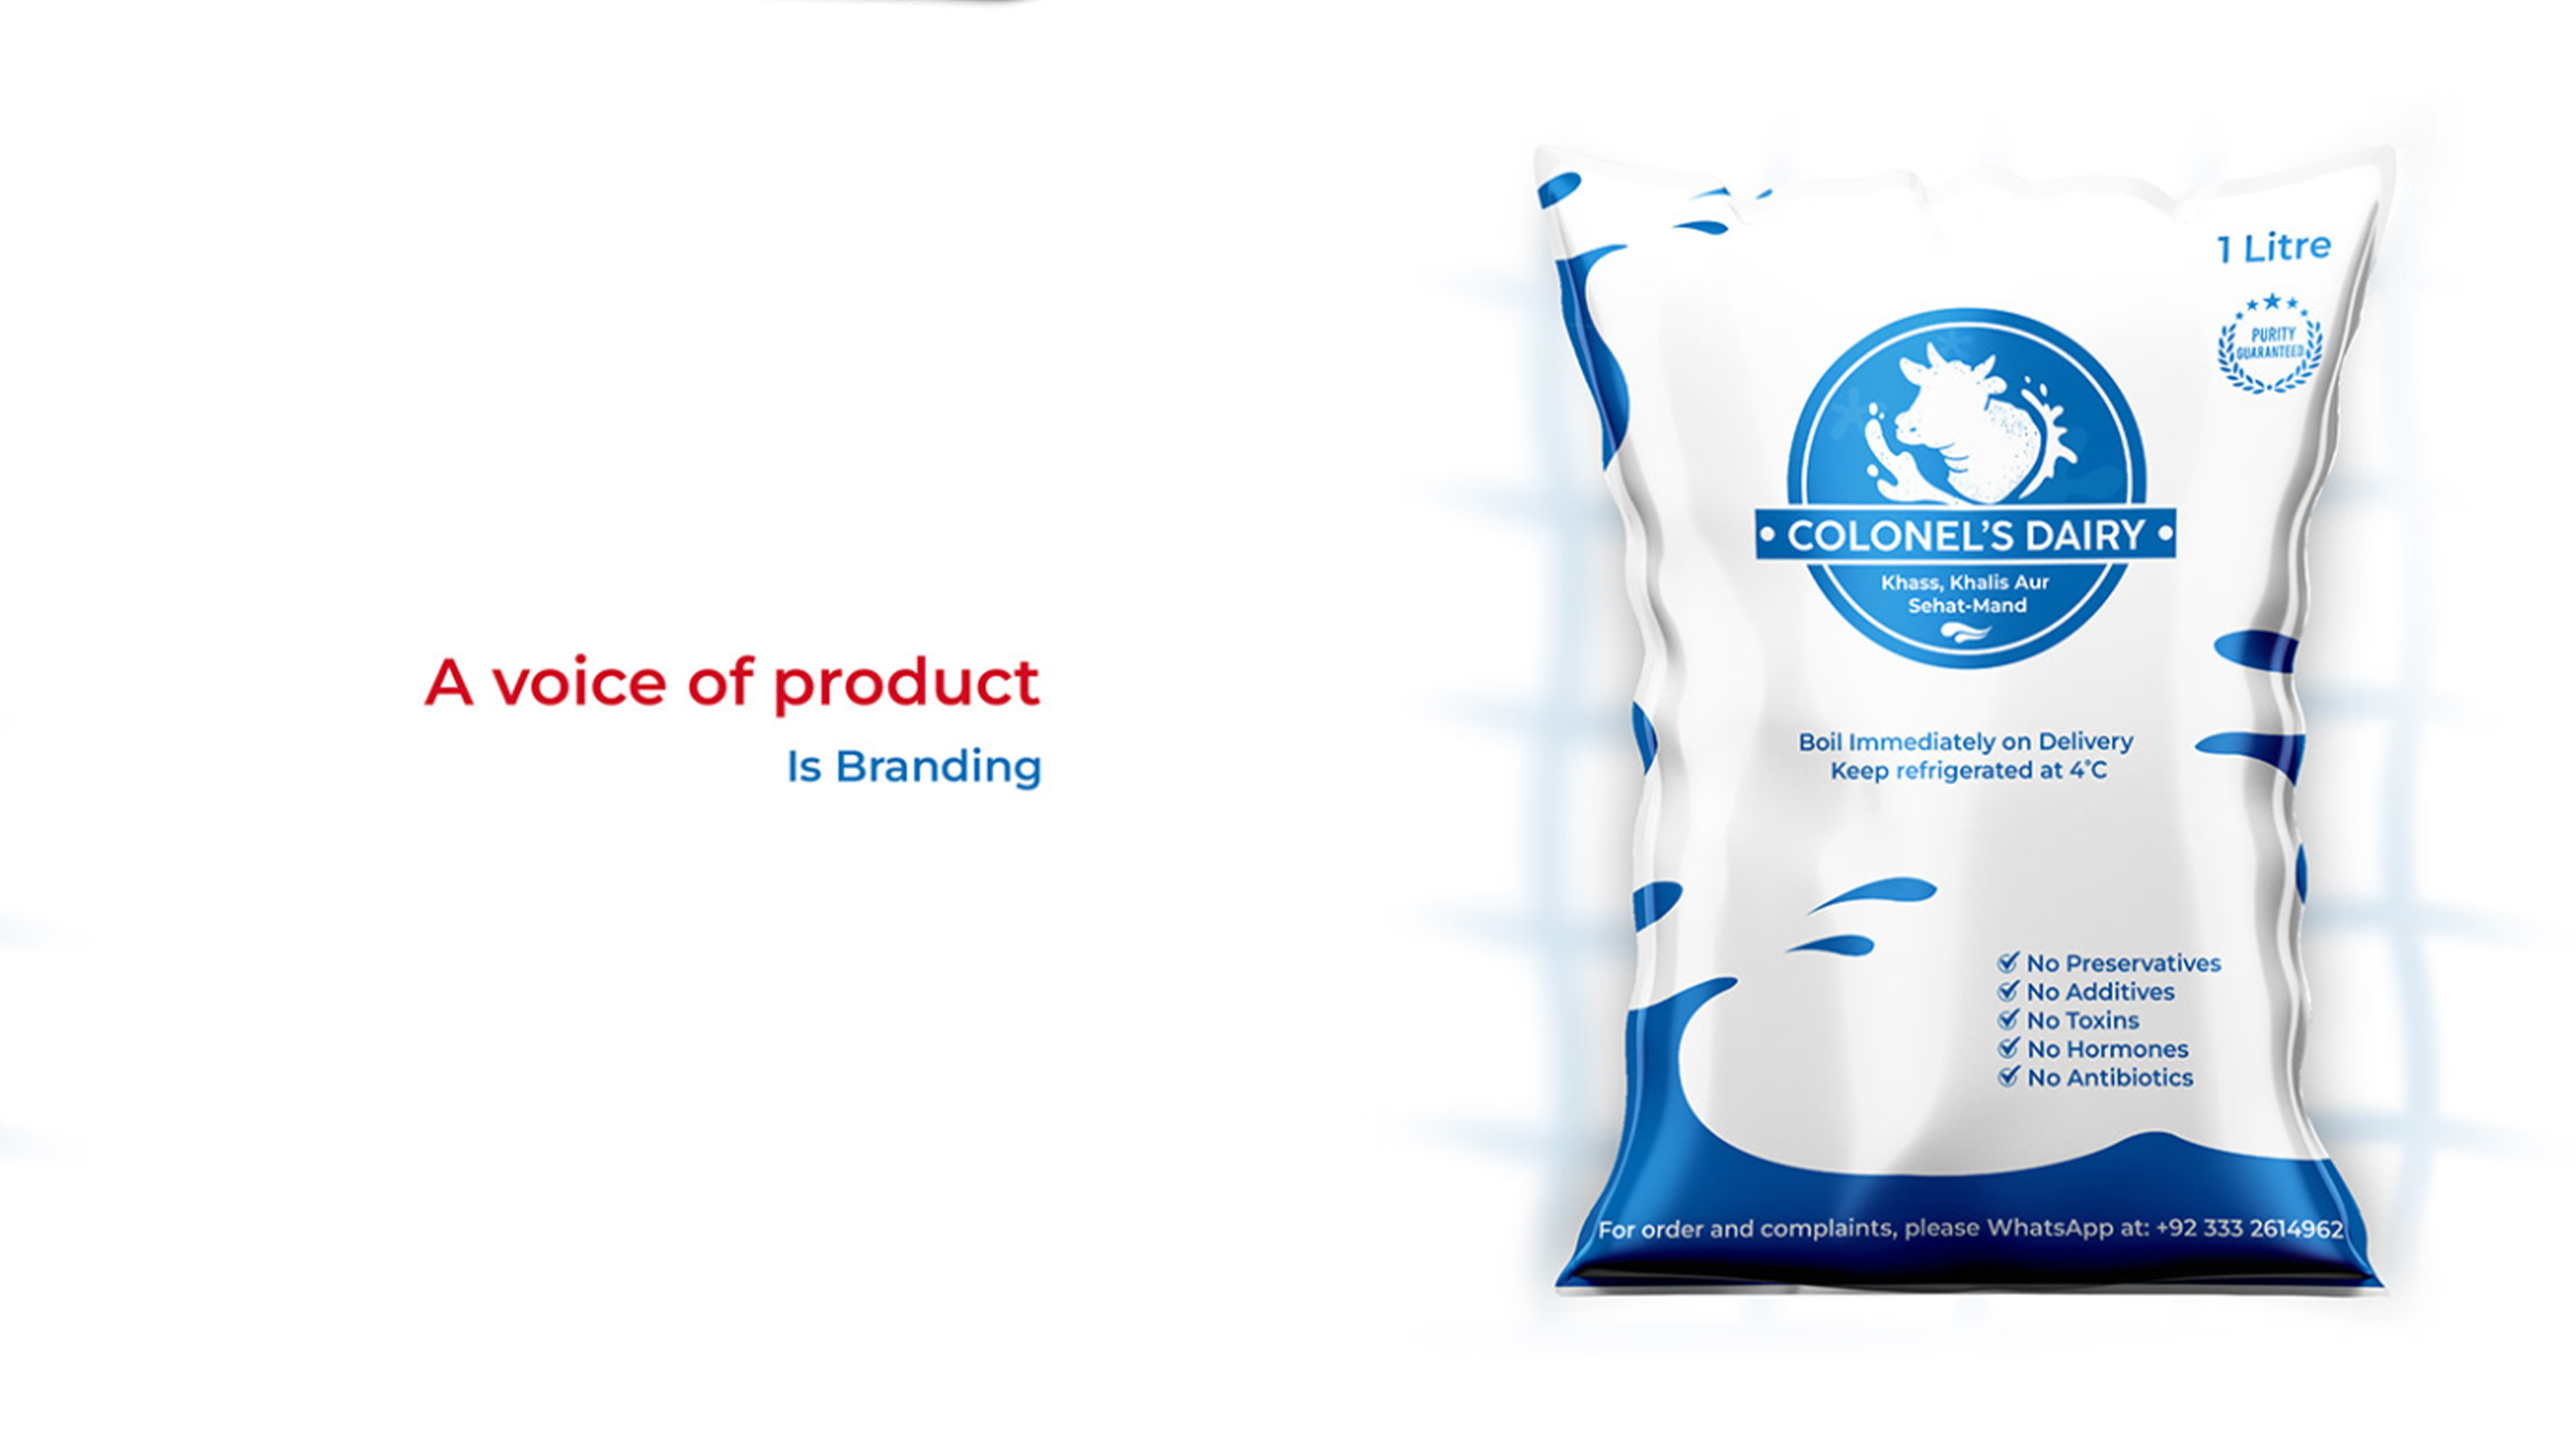 A voice of product
Is Branding
1 Litre
PURITY
GUARANTEED
• COLONEL'S DAIRY •
Khass, Khalis Aur
Sehat-Mand
Boil Immediately on Delivery
Keep refrigerated at 4°C
No Preservatives
No Additives
No Toxins
No Hormones
No Antibiotics
For order and complaints, please WhatsApp at: +92 333 2614962